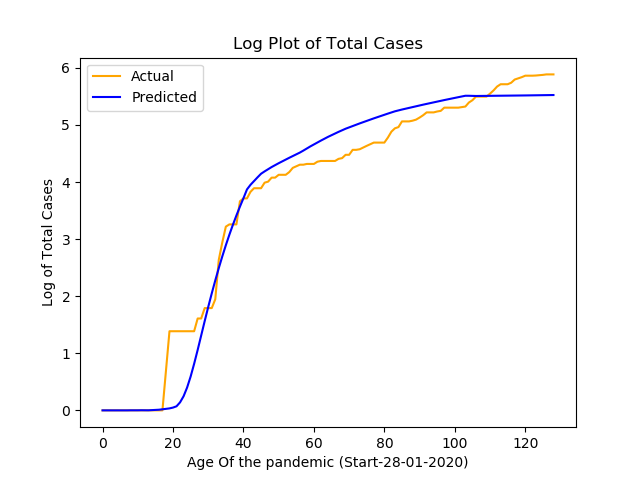 Log Plot of Total Cases
Actual
Predicted
Log of Total Cases
6
5
4
3
2
1
0
0 20 40 60 80 100 120
Age Of the pandemic (Start-28-01-2020)